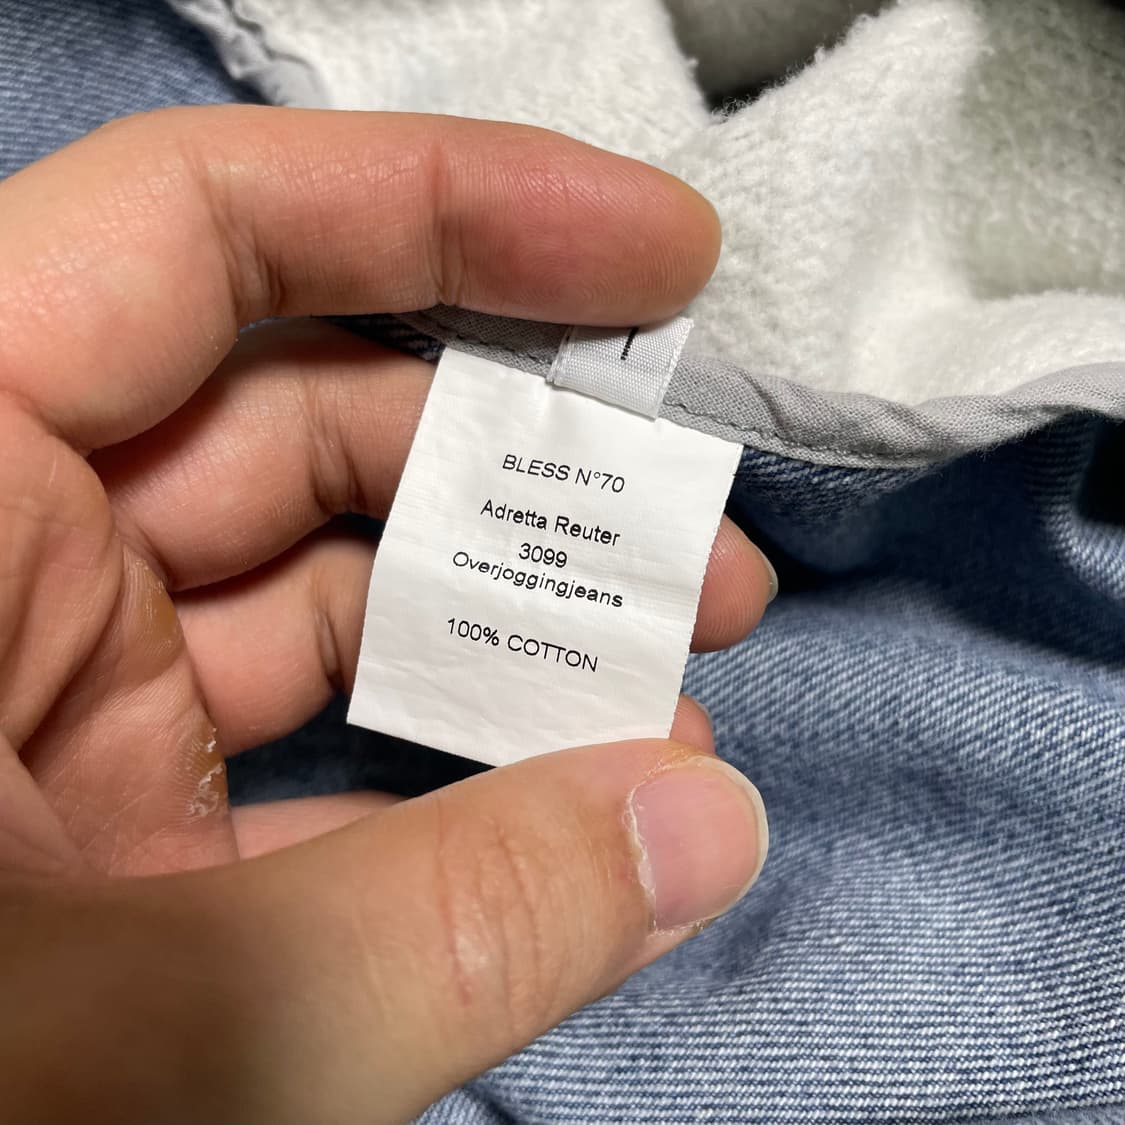 BLESS N°70
Adretta Reuter
3099
Overjoggingjeans
100% COTTON